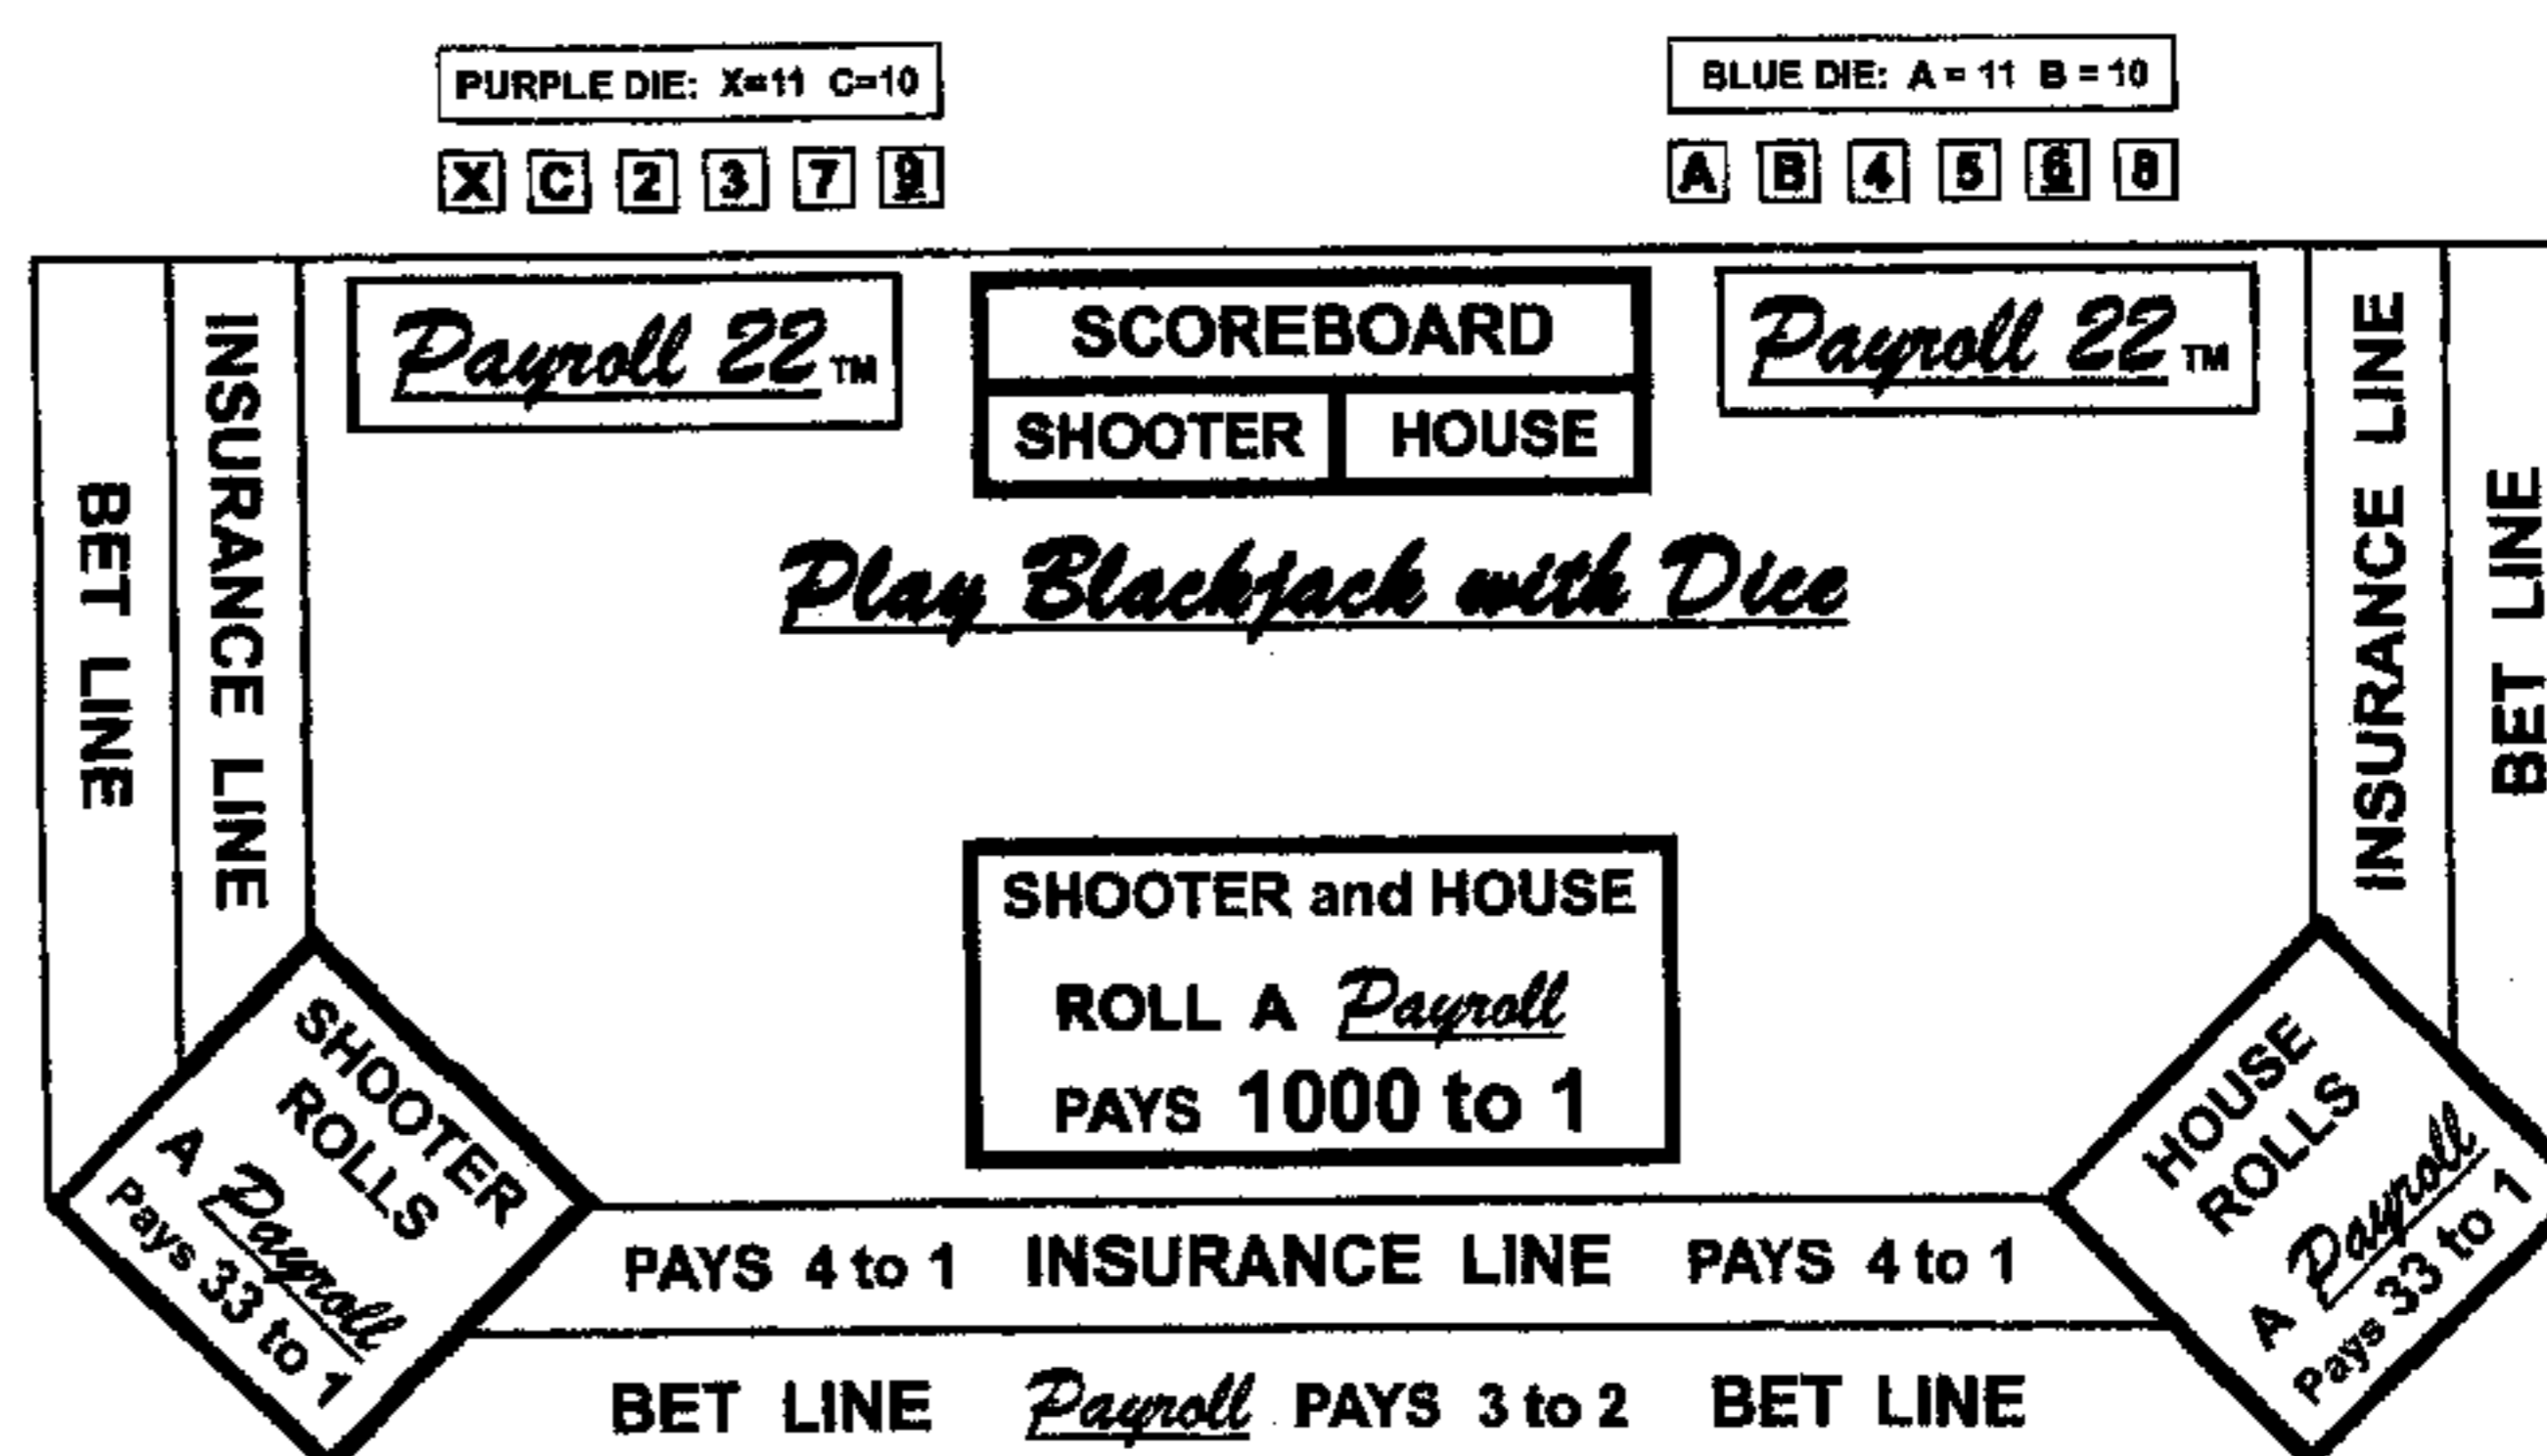 PURPLE DIE: X=11 C=10
X C 2 3 7 9
BLUE DIE: A = 11 B = 10
A B 4 5 6 8
BET LINE
INSURANCE LINE
Payroll 22 TM
SCOREBOARD
SHOOTER HOUSE
Payroll 22 TM
INSURANCE LINE
BET LINE
Play Blackjack with Dice
SHOOTER and HOUSE
ROLL A Payroll
PAYS 1000 to 1
SHOOTER
ROLLS
A Payroll
Pays 33 to 1
HOUSE
ROLLS
A Payroll
Pays 33 to 1
PAYS 4 to 1 INSURANCE LINE PAYS 4 to 1
BET LINE Payroll PAYS 3 to 2 BET LINE